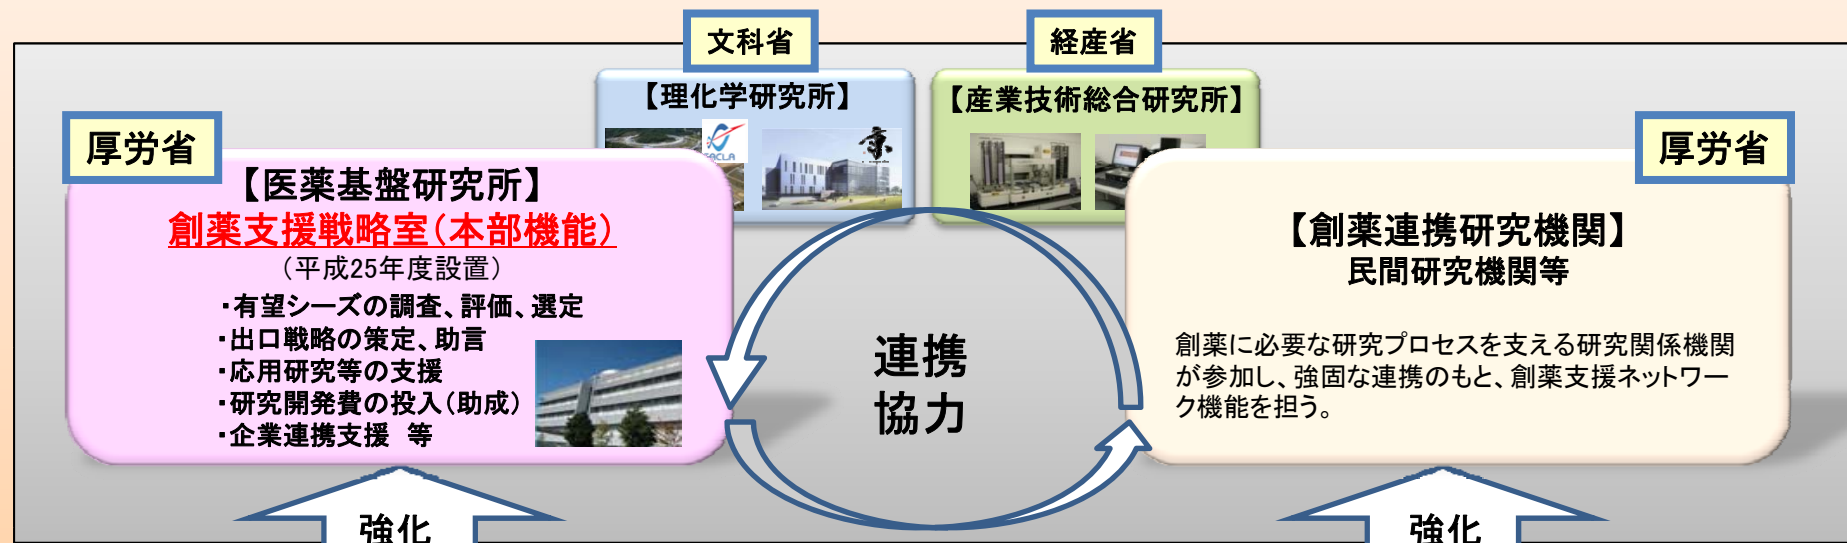 文科省
経産省
【理化学研究所】
【産業技術総合研究所】
SACLA
京
厚労省
【医薬基盤研究所】
創薬支援戦略室(本部機能)
(平成25年度設置)
・有望シーズの調査、評価、選定
・出口戦略の策定、助言
・応用研究等の支援
・研究開発費の投入(助成)
・企業連携支援 等
連携
協力
厚労省
【創薬連携研究機関】
民間研究機関等
創薬に必要な研究プロセスを支える研究関係機関
が参加し、強固な連携のもと、創薬支援ネットワー
ク機能を担う。
強化
強化